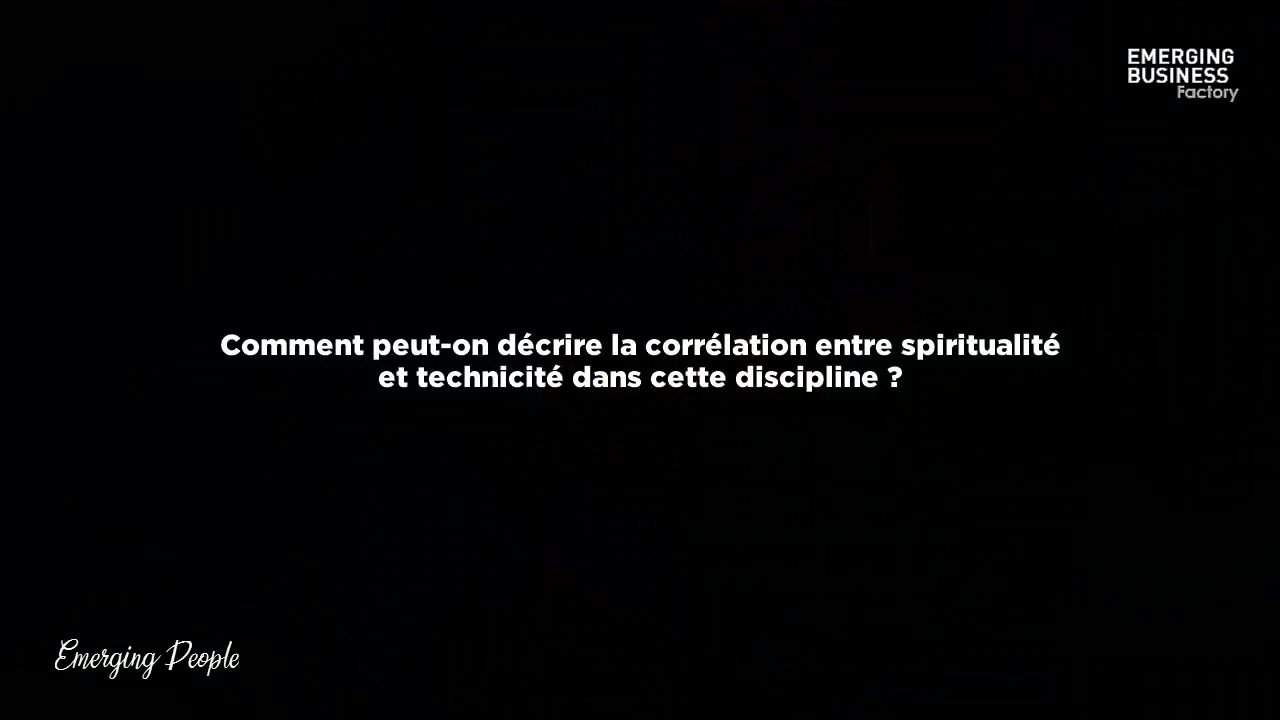 EMERGING
BUSINESS
Factory
Comment peut-on décrire la corrélation entre spiritualité
et technicité dans cette discipline ?
Emerging People